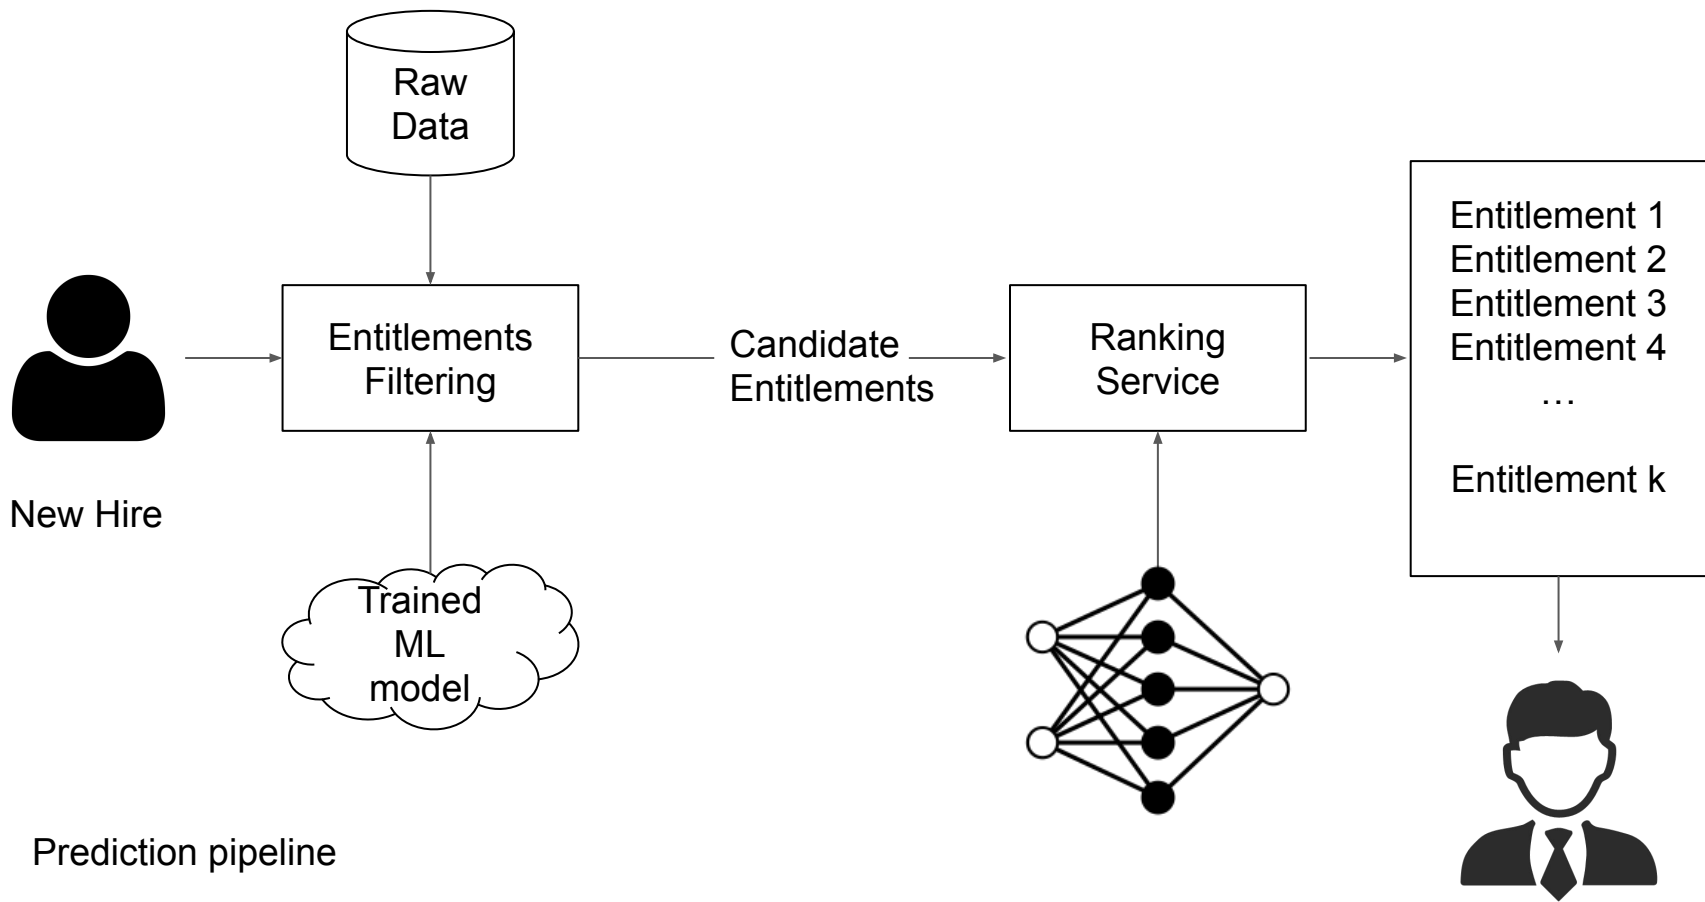 Raw
Data
New Hire
Entitlements
Filtering
Trained
ML
model
Candidate
Entitlements
Ranking
Service
Entitlement 1
Entitlement 2
Entitlement 3
Entitlement 4
…
Entitlement k
Prediction pipeline